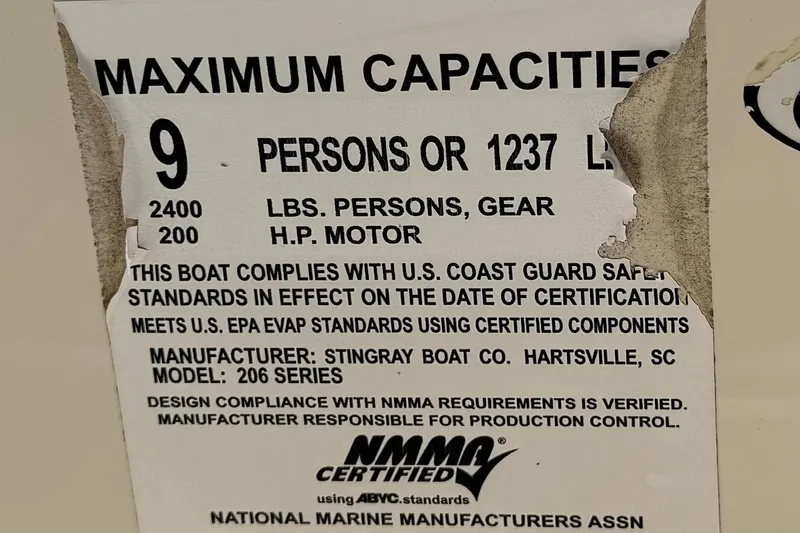 MAXIMUM CAPACITIES
9 PERSONS OR 1237
2400 LBS. PERSONS, GEAR
200 H.P. MOTOR
THIS BOAT COMPLIES WITH U.S. COAST GUARD SAFETY
STANDARDS IN EFFECT ON THE DATE OF CERTIFICATION
MEETS U.S. EPA EVAP STANDARDS USING CERTIFIED COMPONENTS
MANUFACTURER: STINGRAY BOAT CO. HARTSVILLE, SC
MODEL: 206 SERIES
DESIGN COMPLIANCE WITH NMMA REQUIREMENTS IS VERIFIED.
MANUFACTURER RESPONSIBLE FOR PRODUCTION CONTROL.
NMMA®
CERTIFIED
using ABYC.standards
NATIONAL MARINE MANUFACTURERS ASSN